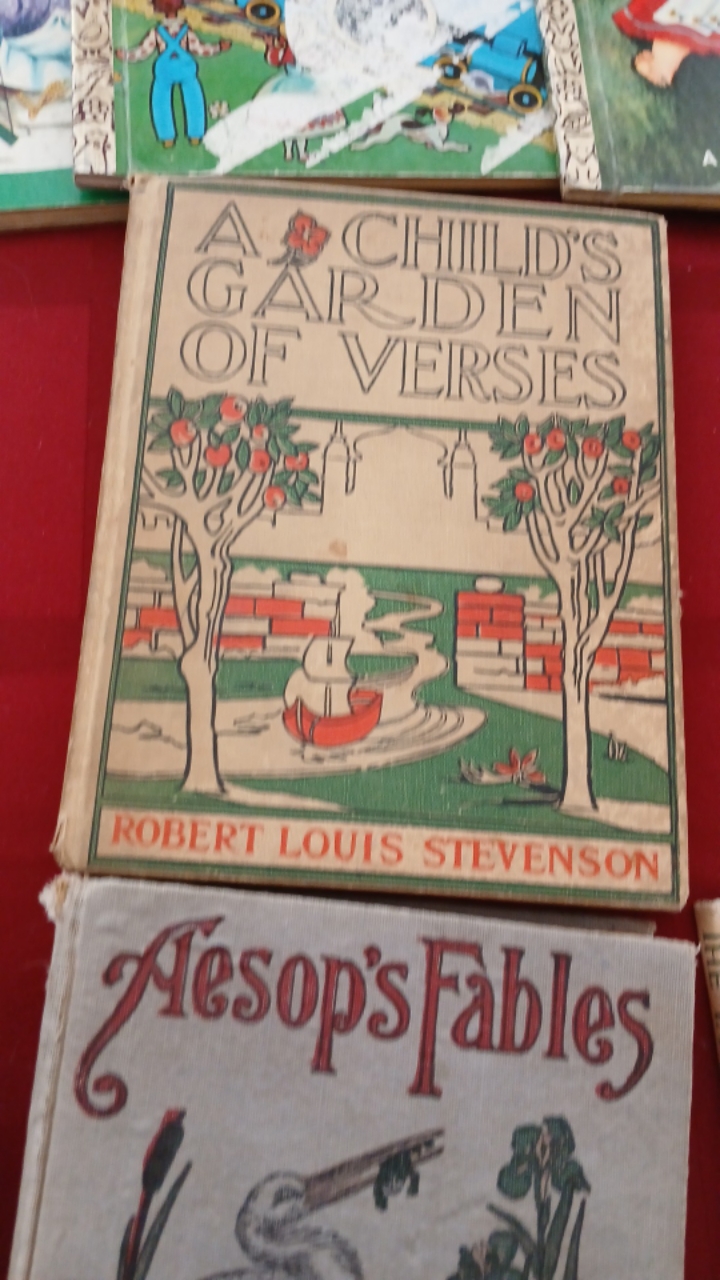 A CHILD'S
GARDEN
OF VERSES
ROBERT LOUIS STEVENSON
Aesop's Fables